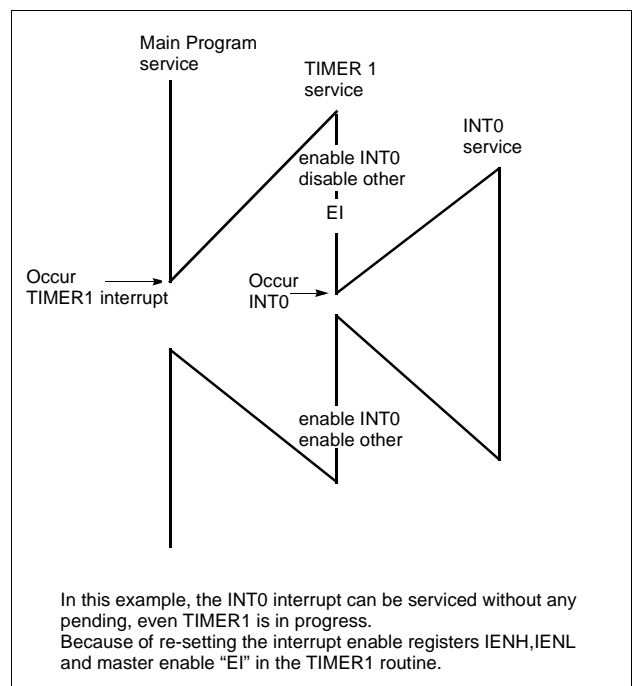 Main Program
service
TIMER 1
service
INT0
service
enable INT0
disable other
EI
Occur
TIMER1 interrupt
Occur
INT0
enable INT0
enable other
In this example, the INT0 interrupt can be serviced without any
pending, even TIMER1 is in progress.
Because of re-setting the interrupt enable registers IENH,IENL
and master enable “EI” in the TIMER1 routine.